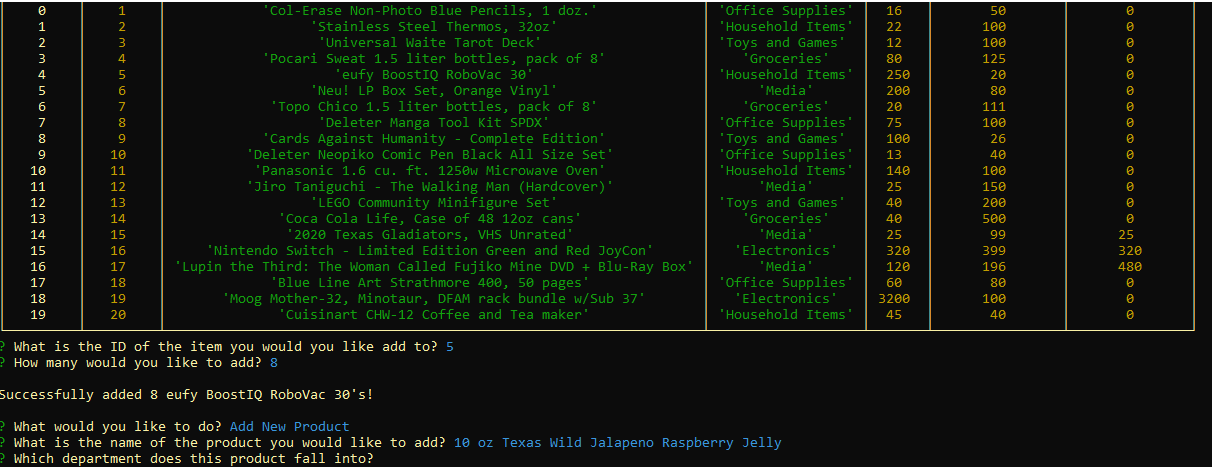 0 1 'Col-Erase Non-Photo Blue Pencils, 1 doz.' 'Office Supplies' 16 50 0
1 2 'Stainless Steel Thermos, 32oz' 'Household Items' 22 100 0
2 3 'Universal Waite Tarot Deck' 'Toys and Games' 12 100 0
3 4 'Pocari Sweat 1.5 liter bottles, pack of 8' 'Groceries' 80 125 0
4 5 'eufy BoostIQ RoboVac 30' 'Household Items' 250 20 0
5 6 'Neu! LP Box Set, Orange Vinyl' 'Media' 200 80 0
6 7 'Topo Chico 1.5 liter bottles, pack of 8' 'Groceries' 20 111 0
7 8 'Deleter Manga Tool Kit SPDX' 'Office Supplies' 75 100 0
8 9 'Cards Against Humanity - Complete Edition' 'Toys and Games' 100 26 0
9 10 'Deleter Neopiko Comic Pen Black All Size Set' 'Office Supplies' 13 40 0
10 11 'Panasonic 1.6 cu. ft. 1250w Microwave Oven' 'Household Items' 140 100 0
11 12 'Jiro Taniguchi - The Walking Man (Hardcover)' 'Media' 25 150 0
12 13 'LEGO Community Minifigure Set' 'Toys and Games' 40 200 0
13 14 'Coca Cola Life, Case of 48 12oz cans' 'Groceries' 40 500 0
14 15 '2020 Texas Gladiators, VHS Unrated' 'Media' 25 99 25
15 16 'Nintendo Switch - Limited Edition Green and Red JoyCon' 'Electronics' 320 399 320
16 17 'Lupin the Third: The Woman Called Fujiko Mine DVD + Blu-Ray Box' 'Media' 120 196 480
17 18 'Blue Line Art Strathmore 400, 50 pages' 'Office Supplies' 60 80 0
18 19 'Moog Mother-32, Minotaur, DFAM rack bundle w/Sub 37' 'Electronics' 3200 100 0
19 20 'Cuisinart CHW-12 Coffee and Tea maker' 'Household Items' 45 40 0
? What is the ID of the item you would you like add to? 5
? How many would you like to add? 8
Successfully added 8 eufy BoostIQ RoboVac 30's!
? What would you like to do? Add New Product
? What is the name of the product you would like to add? 10 oz Texas Wild Jalapeno Raspberry Jelly
? Which department does this product fall into?